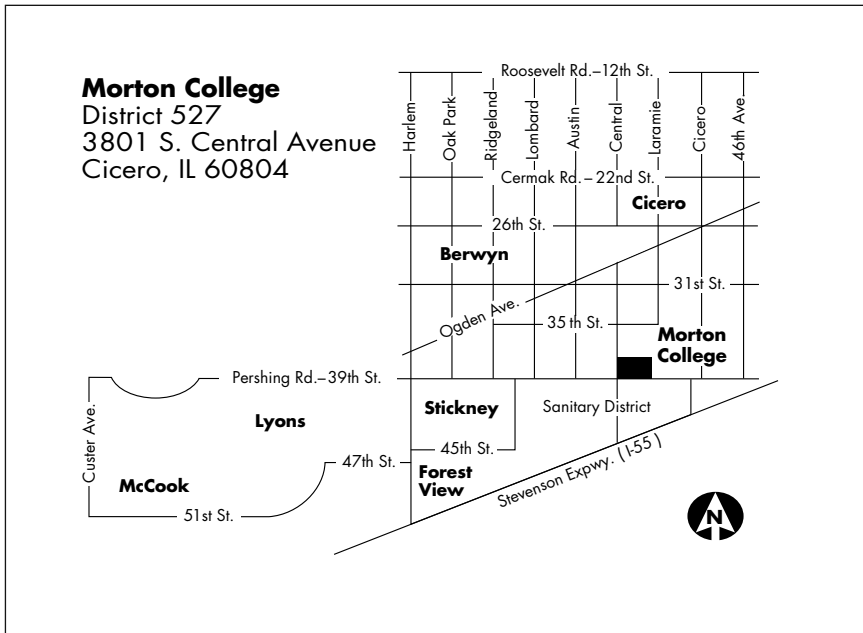 Morton College
District 527
3801 S. Central Avenue
Cicero, IL 60804
Roosevelt Rd.–12th St.
Harlem
Oak Park
Ridgeland
Lombard
Austin
Central
Laramie
Cicero
46th Ave.
Cermak Rd.–22nd St.
Cicero
26th St.
Berwyn
31st St.
Ogden Ave.
35th St.
Morton
College
Pershing Rd.–39th St.
Custer Ave.
Lyons
Stickney
Sanitary District
45th St.
47th St.
Forest
View
McCook
51st St.
Stevenson Expwy. (I-55)
N